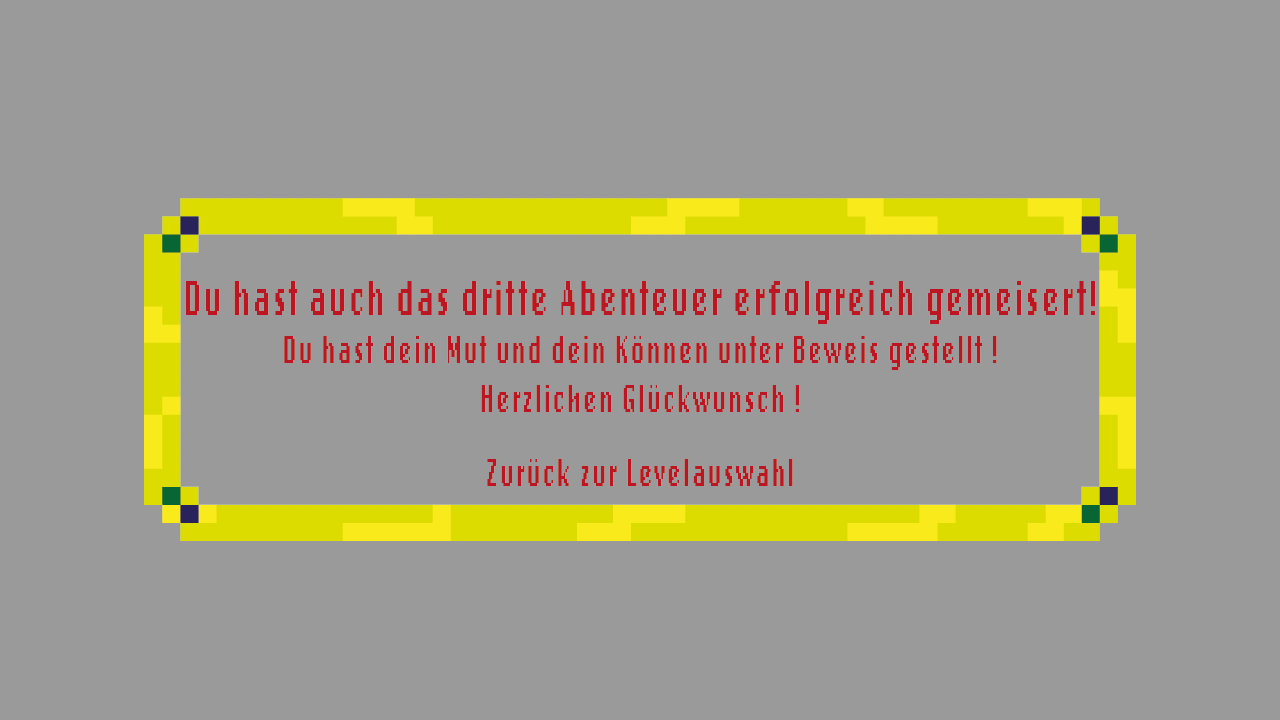 Du hast auch das dritte Abenteuer erfolgreich gemeisert!
Du hast dein Mut und dein Können unter Beweis gestellt !
Herzlichen Glückwunsch !
Zurück zur Levelauswahl